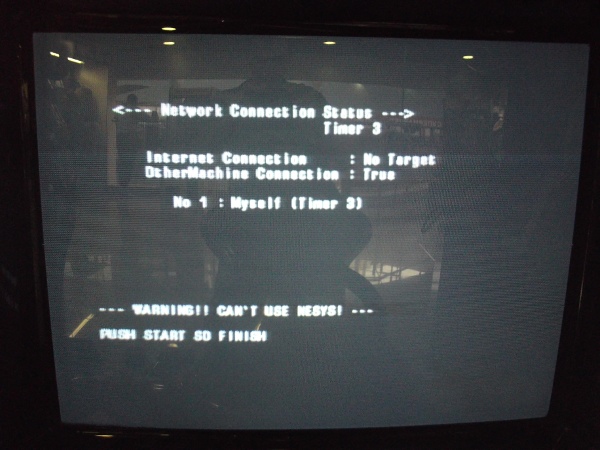 <--- Network Connection Status --->
Timer 3
Internet Connection : No Target
OtherMachine Connection : True
No 1 : Myself (Timer 3)
--- WARNING!! CAN'T USE NESYS! ---
PUSH START SO FINISH